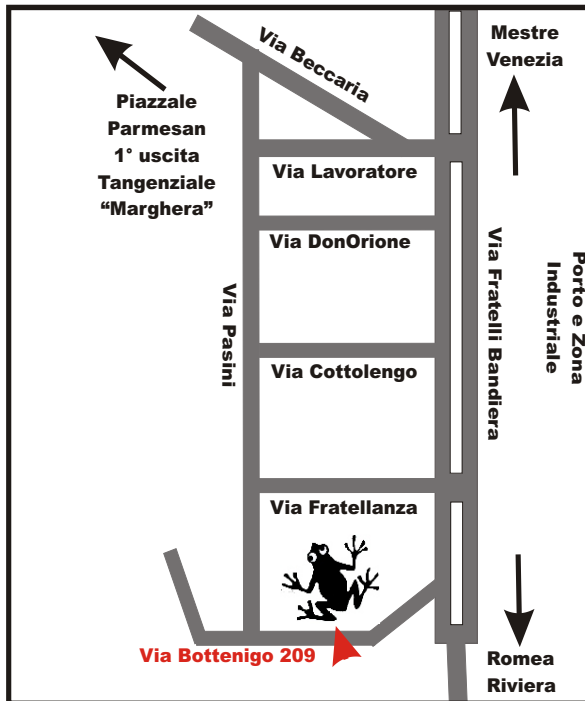 Mestre
Venezia
Via Beccaria
Piazzale
Parmesan
1° uscita
Tangenziale
“Marghera”
Via Lavoratore
Via DonOrione
Via Pasini
Via Fratelli Bandiera
Porto e Zona
Industriale
Via Cottolengo
Via Fratellanza
Via Bottenigo 209
Romea
Riviera